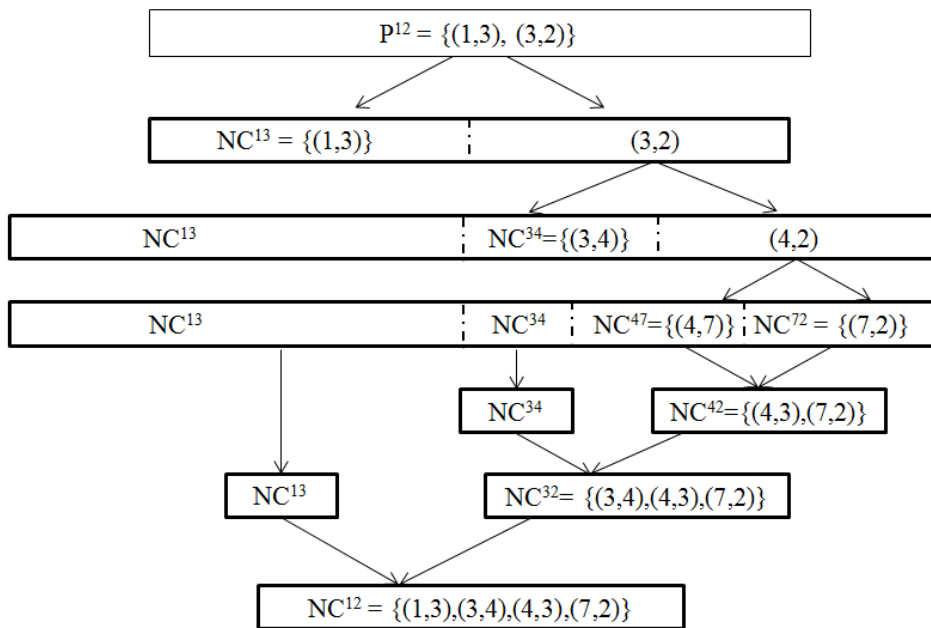 P¹² = {(1,3), (3,2)}
NC¹³ = {(1,3)} (3,2)
NC¹³ NC³⁴={(3,4)} (4,2)
NC¹³ NC³⁴ NC⁴⁷={(4,7)} NC⁷² = {(7,2)}
NC³⁴ NC⁴²={(4,3),(7,2)}
NC¹³ NC³²= {(3,4),(4,3),(7,2)}
NC¹² = {(1,3),(3,4),(4,3),(7,2)}